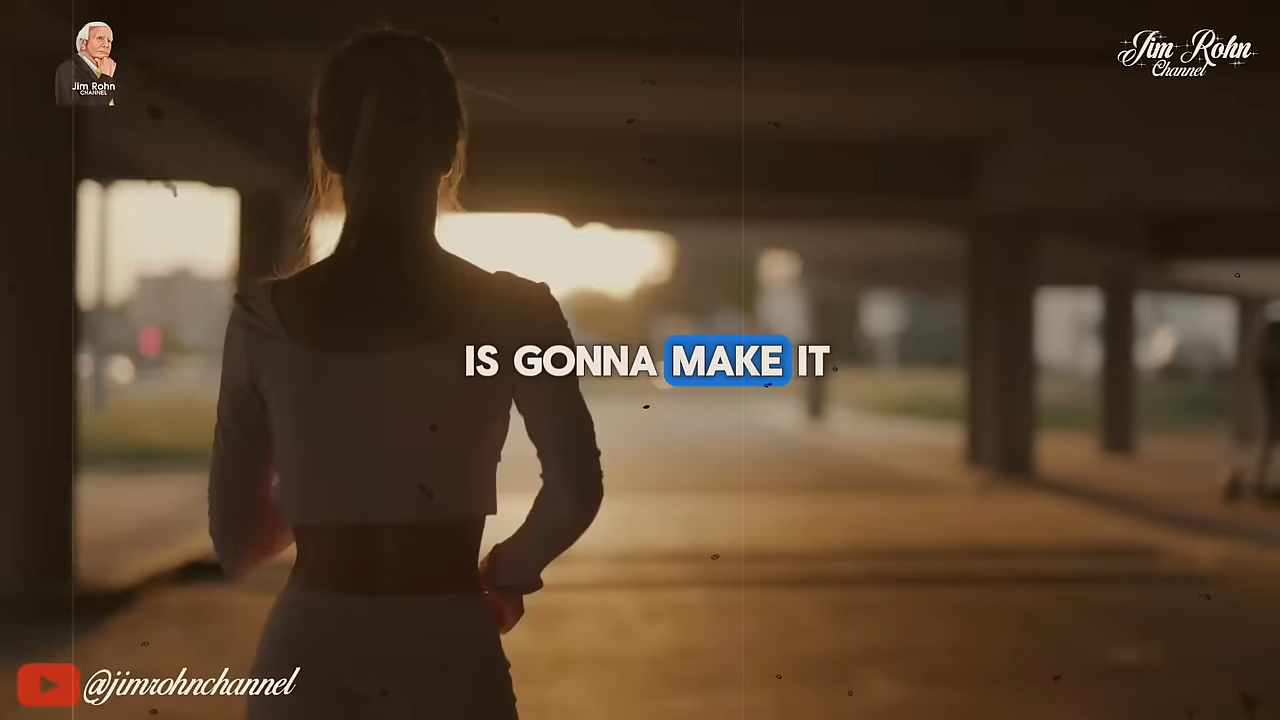 Jim Rohn
CHANNEL
Jim Rohn
Channel
IS GONNA MAKE IT
@jimrohnchannel